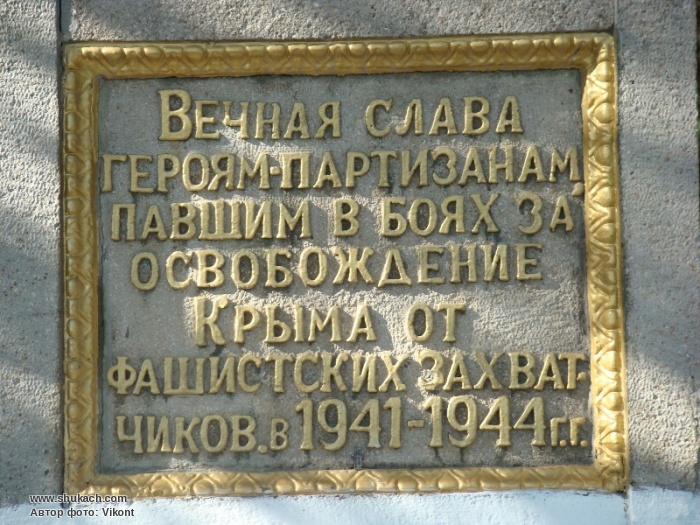 Вечная слава
героям-партизанам,
павшим в боях за
освобождение
Крыма от
фашистских захват-
чиков. в 1941-1944 г.г.
www.shukach.com
Автор фото: Vikont